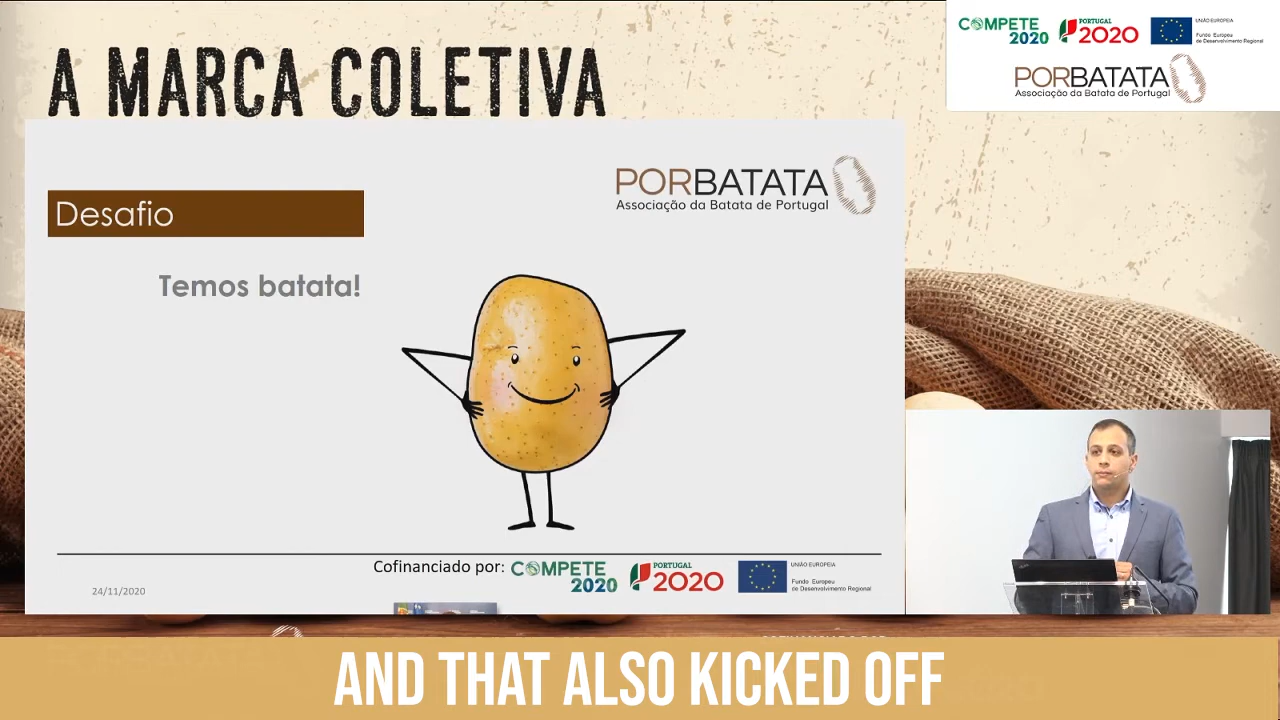 A MARCA COLETIVA
COMPETE 2020
PORTUGAL 2020
UNIÃO EUROPEIA
Fundo Europeu
de Desenvolvimento Regional
PORBATATA
Associação da Batata de Portugal
PORBATATA
Associação da Batata de Portugal
Desafio
Temos batata!
Cofinanciado por:
COMPETE 2020
PORTUGAL 2020
UNIÃO EUROPEIA
Fundo Europeu
de Desenvolvimento Regional
24/11/2020
AND THAT ALSO KICKED OFF